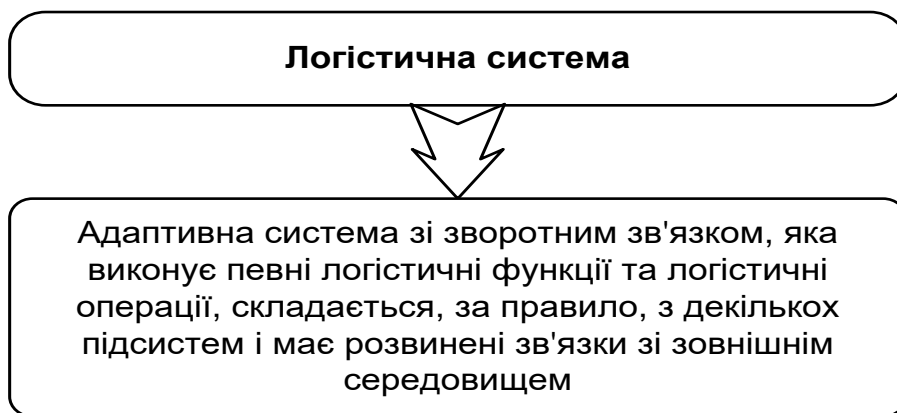 Логістична система
Адаптивна система зі зворотним зв'язком, яка
виконує певні логістичні функції та логістичні
операції, складається, за правило, з декількох
підсистем і має розвинені зв'язки зі зовнішнім
середовищем